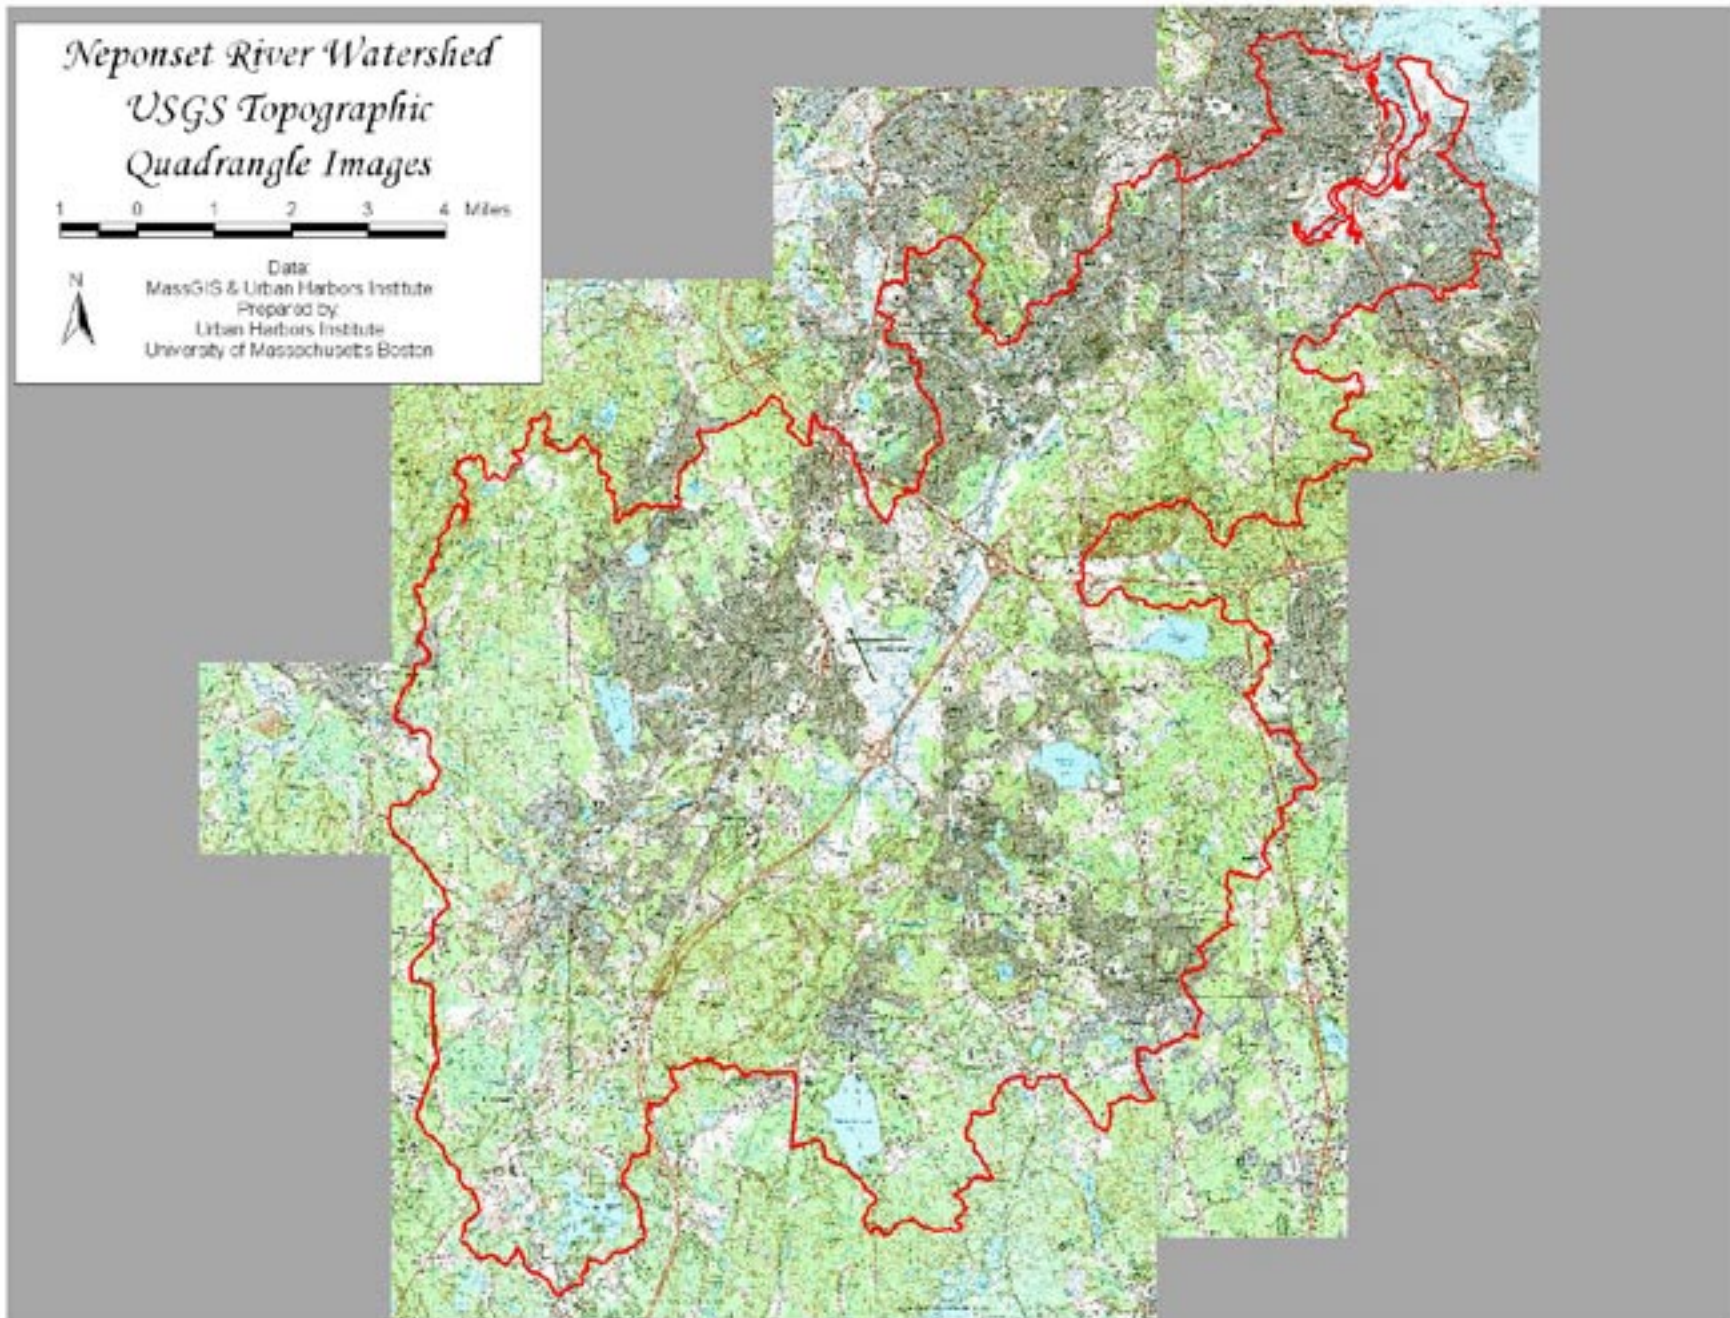 Neponset River Watershed
USGS Topographic
Quadrangle Images
1 0 1 2 3 4 Miles
N
Data:
MassGIS & Urban Harbors Institute
Prepared by:
Urban Harbors Institute
University of Massachusetts Boston